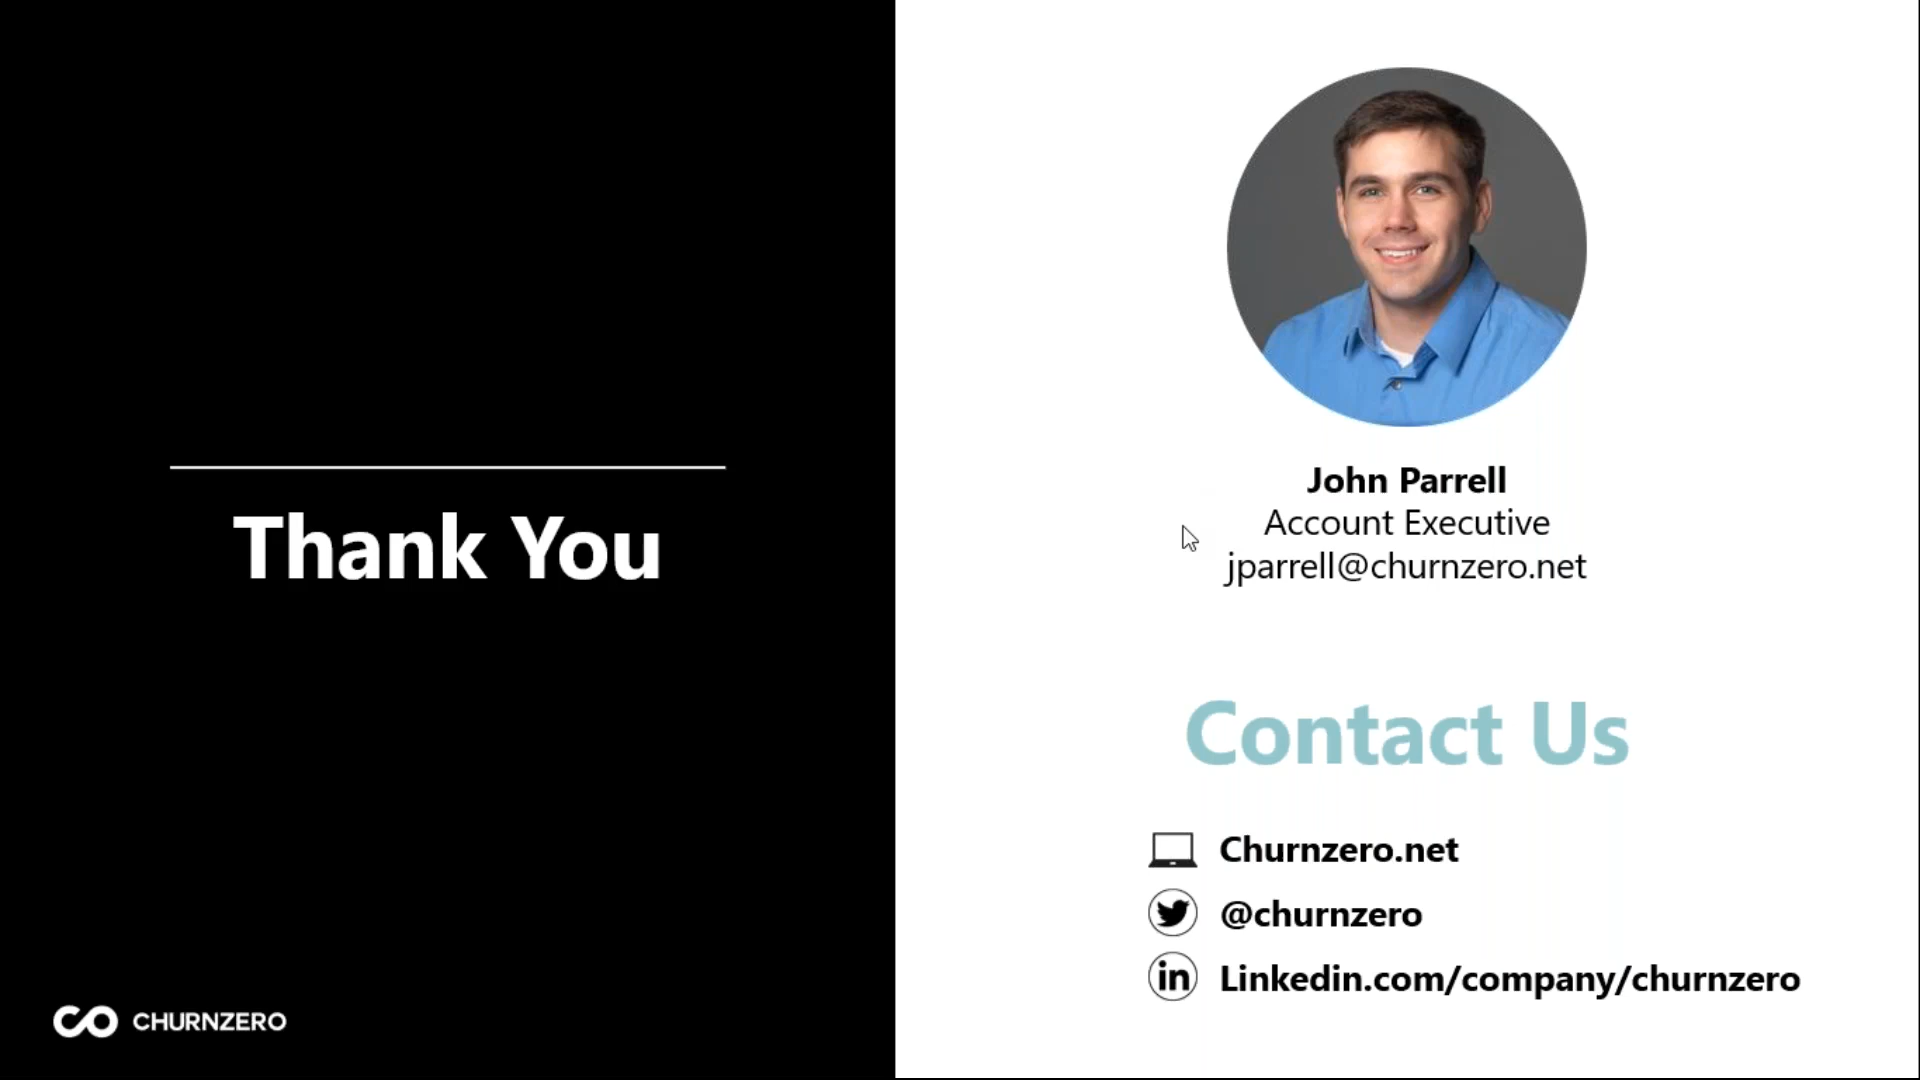 Thank You
CHURNZERO
John Parrell
Account Executive
jparrell@churnzero.net
Contact Us
Churnzero.net
@churnzero
in Linkedin.com/company/churnzero